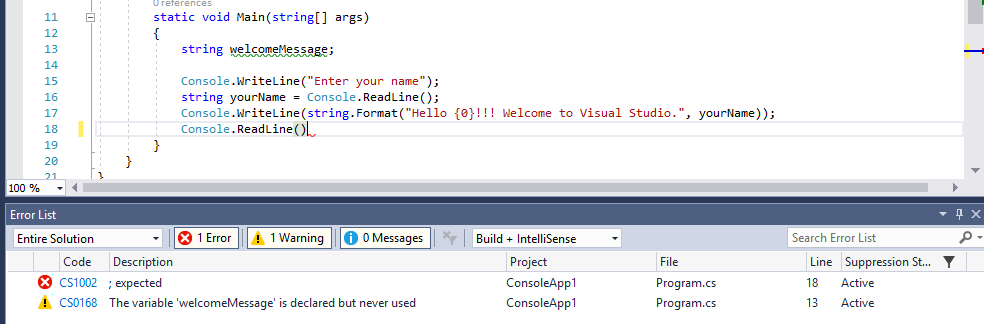 0 references
11 static void Main(string[] args)
12 {
13 string welcomeMessage;
14
15 Console.WriteLine("Enter your name");
16 string yourName = Console.ReadLine();
17 Console.WriteLine(string.Format("Hello {0}!!! Welcome to Visual Studio.", yourName));
18 Console.ReadLine()
19 }
20 }
21 }
100 %
Error List
Entire Solution 1 Error 1 Warning 0 Messages Build + IntelliSense Search Error List
Code Description Project File Line Suppression St...
CS1002 ; expected ConsoleApp1 Program.cs 18 Active
CS0168 The variable 'welcomeMessage' is declared but never used ConsoleApp1 Program.cs 13 Active